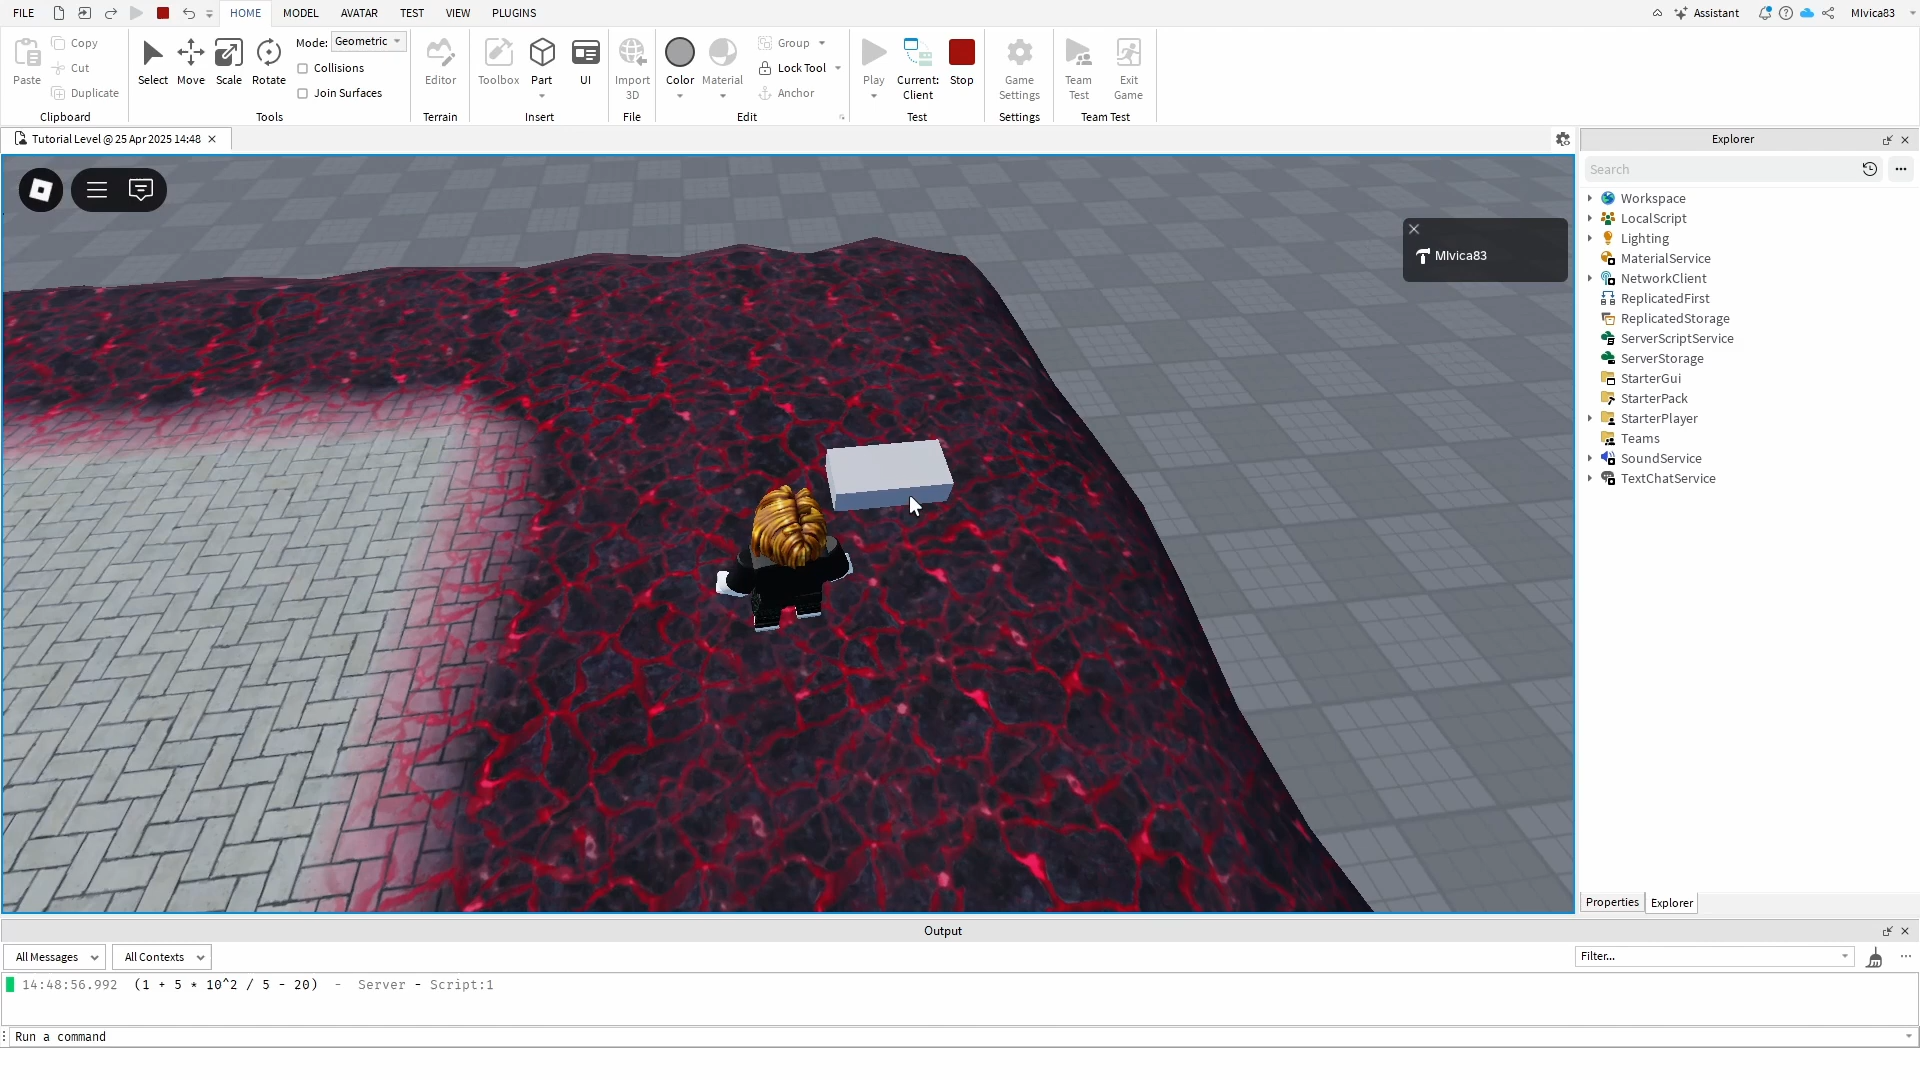 FILE HOME MODEL AVATAR TEST VIEW PLUGINS Assistant MIvica83
Paste Copy Cut Duplicate
Clipboard
Select Move Scale Rotate
Mode: Geometric
Collisions
Join Surfaces
Tools
Editor
Terrain
Toolbox Part UI
Insert
Import 3D
File
Color Material
Group
Lock Tool
Anchor
Edit
Play Current: Client Stop
Test
Game Settings
Settings
Team Test Exit Game
Team Test
Tutorial Level @ 25 Apr 2025 14:48
MIvica83
Explorer
Search
Workspace
LocalScript
Lighting
MaterialService
NetworkClient
ReplicatedFirst
ReplicatedStorage
ServerScriptService
ServerStorage
StarterGui
StarterPack
StarterPlayer
Teams
SoundService
TextChatService
Properties Explorer
Output
All Messages All Contexts Filter...
14:48:56.992 (1 + 5 * 10^2 / 5 - 20) - Server - Script:1
Run a command